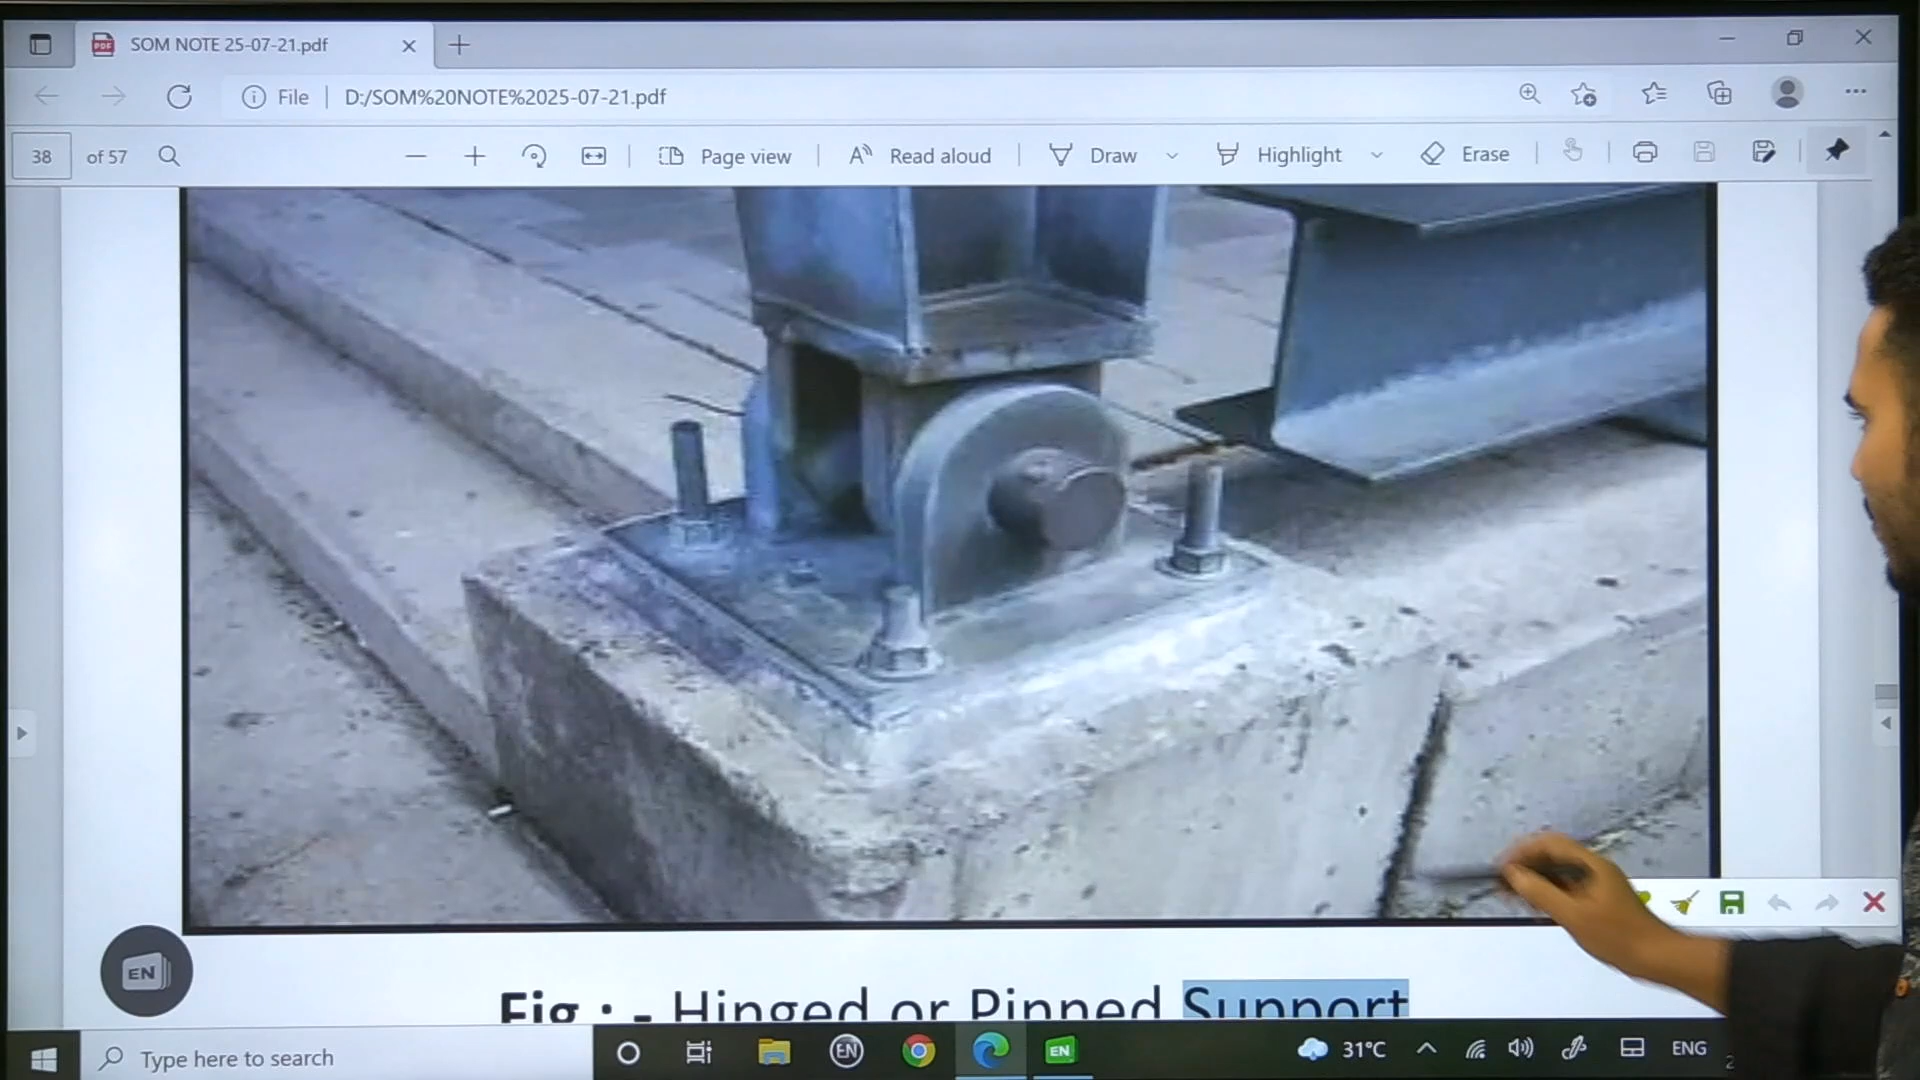 SOM NOTE 25-07-21.pdf
File
D:/SOM%20NOTE%2025-07-21.pdf
38 of 57
Page view
Read aloud
Draw
Highlight
Erase
EN
Fig : - Hinged or Pinned Support
Type here to search
EN
EN
31°C
ENG